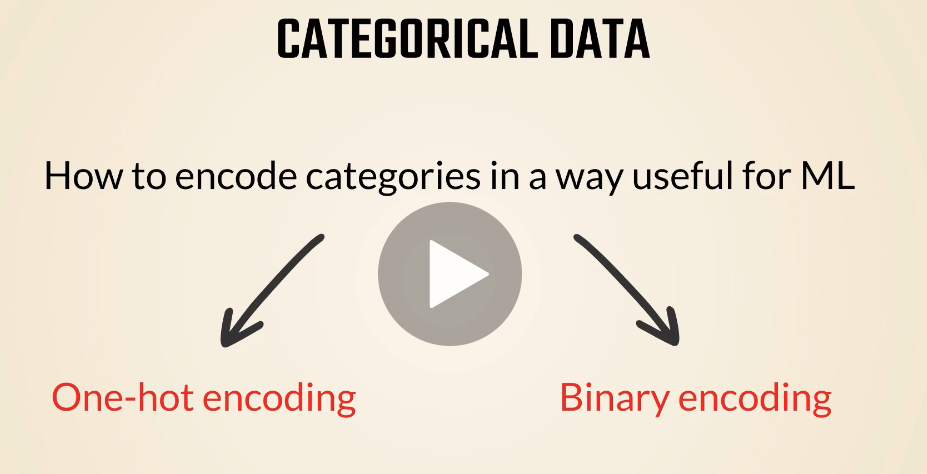 CATEGORICAL DATA
How to encode categories in a way useful for ML
One-hot encoding
Binary encoding